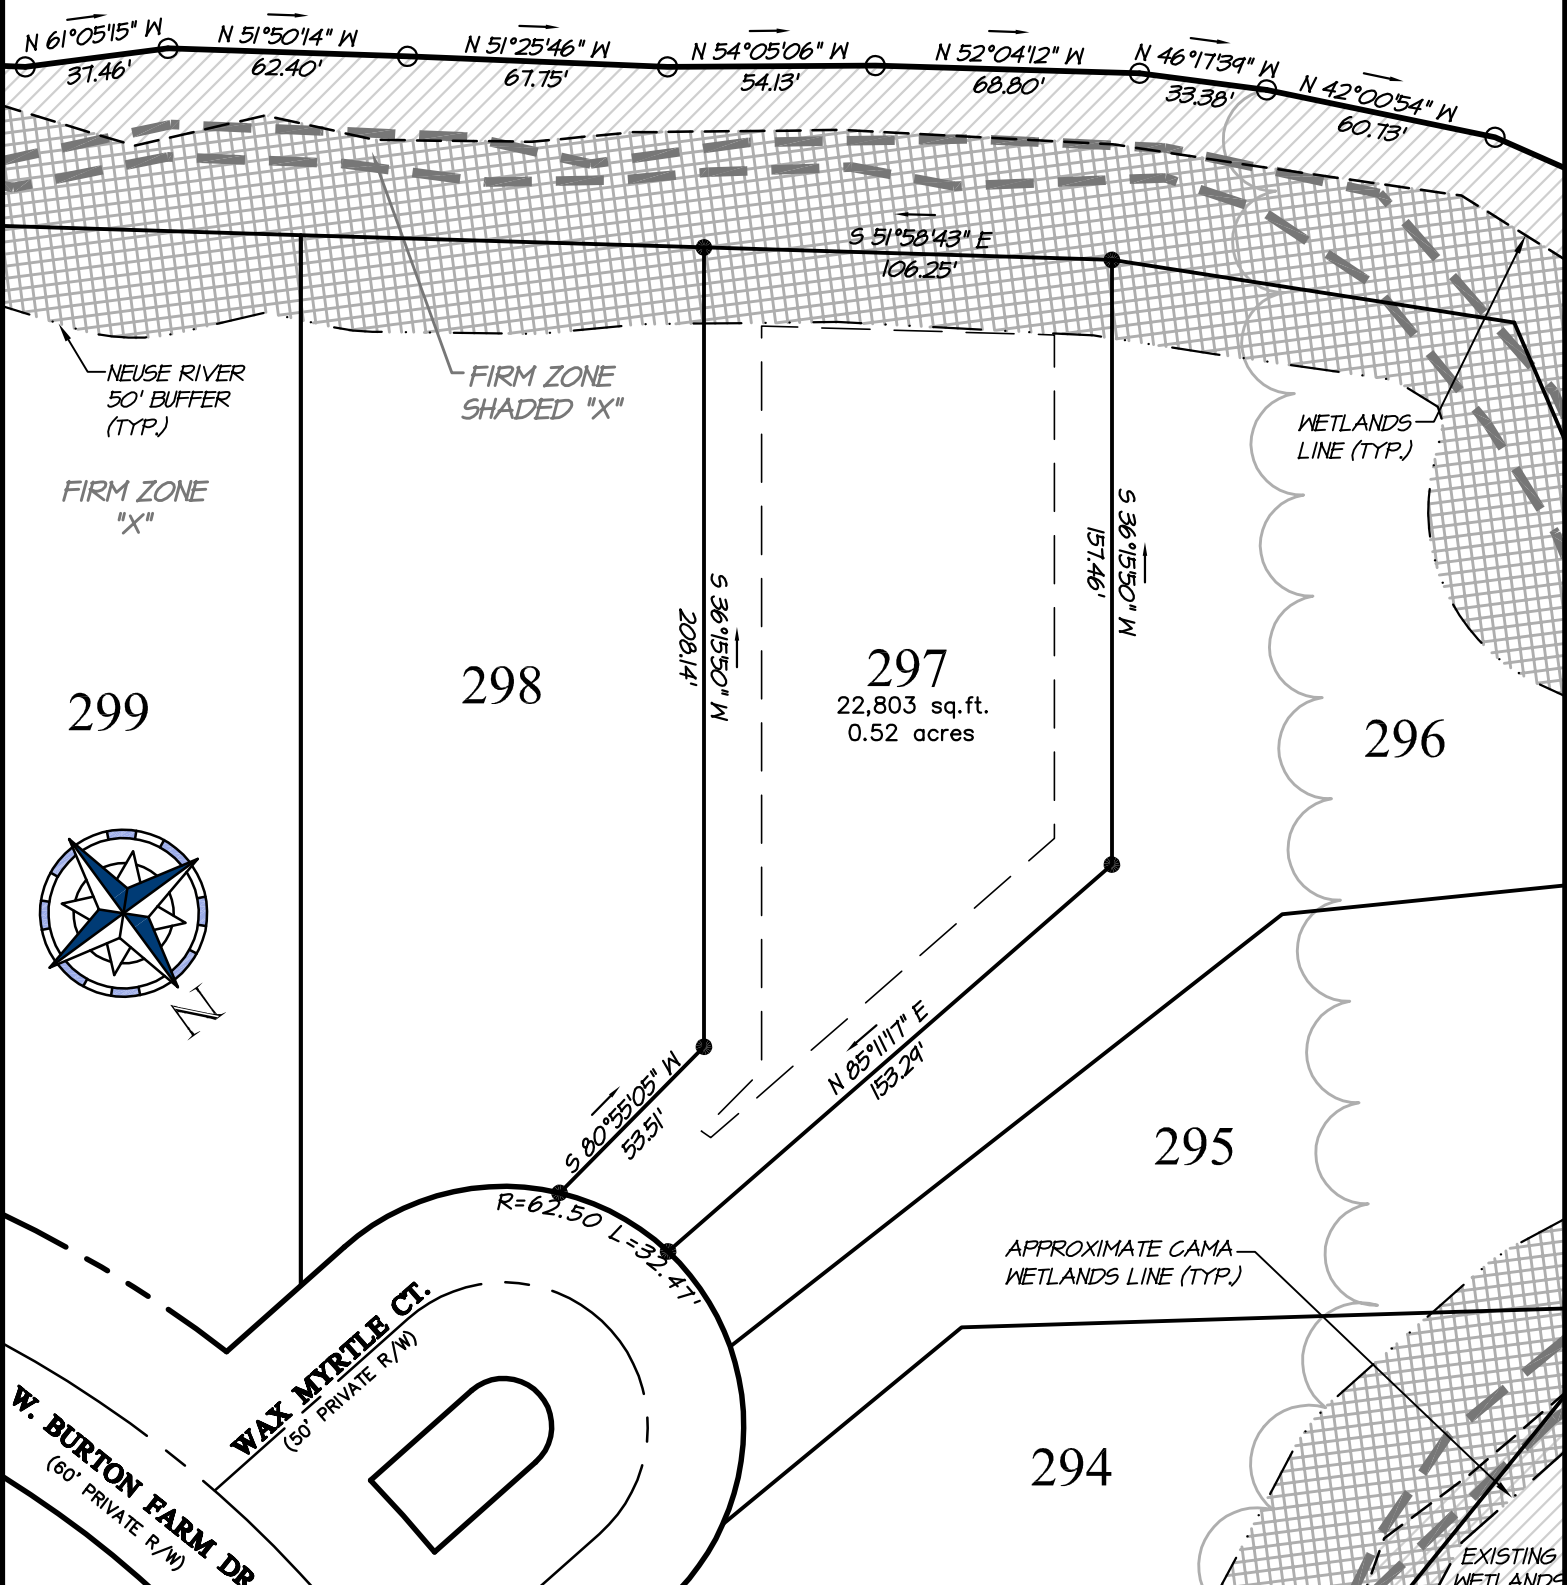 N 61°05'15" W
37.46'
N 51°50'14" W
62.40'
N 51°25'46" W
67.75'
N 54°05'06" W
54.13'
N 52°04'12" W
68.80'
N 46°17'39" W
33.38'
N 42°00'54" W
60.73'
S 51°58'43" E
106.25'
NEUSE RIVER
50' BUFFER
(TYP.)
FIRM ZONE
SHADED "X"
WETLANDS
LINE (TYP.)
FIRM ZONE
"X"
S 36°15'50" W
157.46'
S 36°15'50" W
208.14'
299
298
297
22,803 sq.ft.
0.52 acres
296
N
N 85°11'17" E
153.29'
S 80°55'05" W
53.51'
295
R=62.50 L=32.47'
APPROXIMATE CAMA
WETLANDS LINE (TYP.)
WAX MYRTLE CT.
(50' PRIVATE R/W)
W. BURTON FARM DR
(60' PRIVATE R/W)
294
EXISTING
WETLANDS